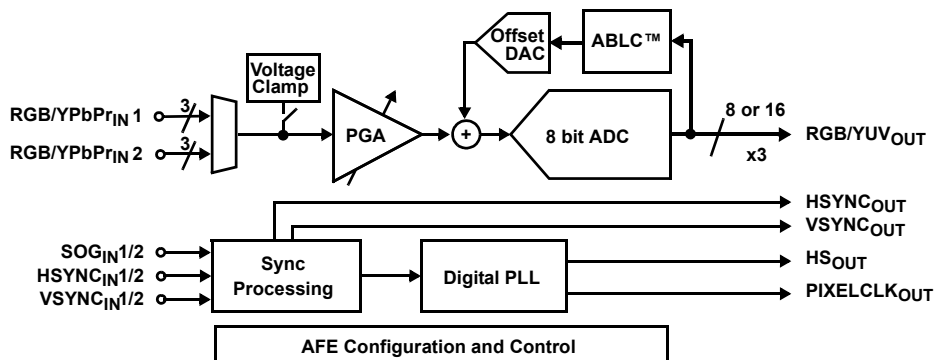 Offset
DAC
ABLC™
Voltage
Clamp
RGB/YPbPrIN 1
3
PGA
+
8 bit ADC
8 or 16
x3
RGB/YUVOUT
RGB/YPbPrIN 2
3
HSYNCOUT
VSYNCOUT
SOGIN1/2
HSYNCIN1/2
VSYNCIN1/2
Sync
Processing
Digital PLL
HSOUT
PIXELCLKOUT
AFE Configuration and Control